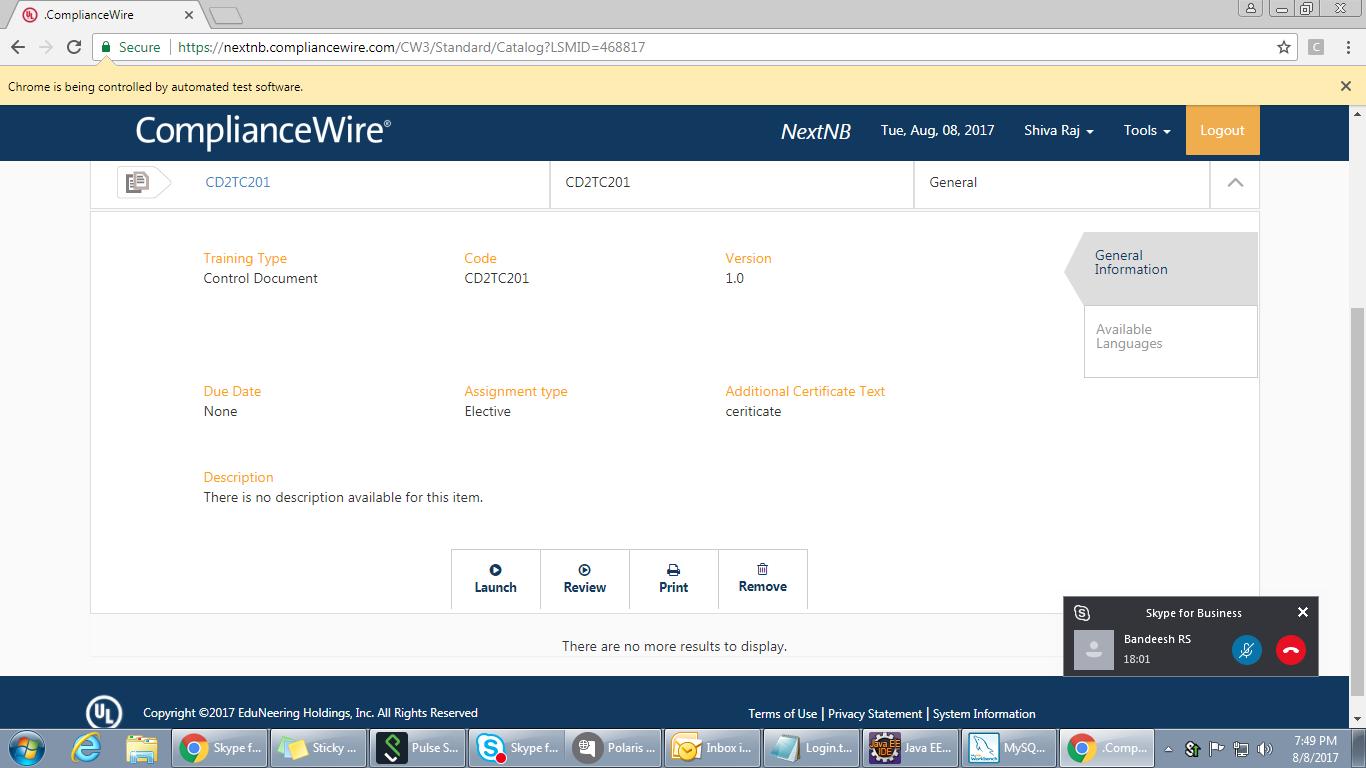 .ComplianceWire
Secure | https://nextnb.compliancewire.com/CW3/Standard/Catalog?LSMID=468817
C
Chrome is being controlled by automated test software.
ComplianceWire®
NextNB
Tue, Aug, 08, 2017
Shiva Raj
Tools
Logout
CD2TC201
CD2TC201
General
Training Type
Control Document
Code
CD2TC201
Version
1.0
General
Information
Available
Languages
Due Date
None
Assignment type
Elective
Additional Certificate Text
ceriticate
Description
There is no description available for this item.
Launch
Review
Print
Remove
There are no more results to display.
Skype for Business
Bandeesh RS
18:01
UL
Copyright ©2017 EduNeering Holdings, Inc. All Rights Reserved
Terms of Use | Privacy Statement | System Information
Skype f...
Sticky ...
Pulse S...
Skype f...
Polaris ...
Inbox i...
Login.t...
Java EE
IDE
Java EE...
MySQ...
.Comp...
7:49 PM
8/8/2017